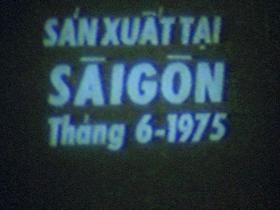 SẢN XUẤT TẠI
SÀIGÒN
Tháng 6-1975